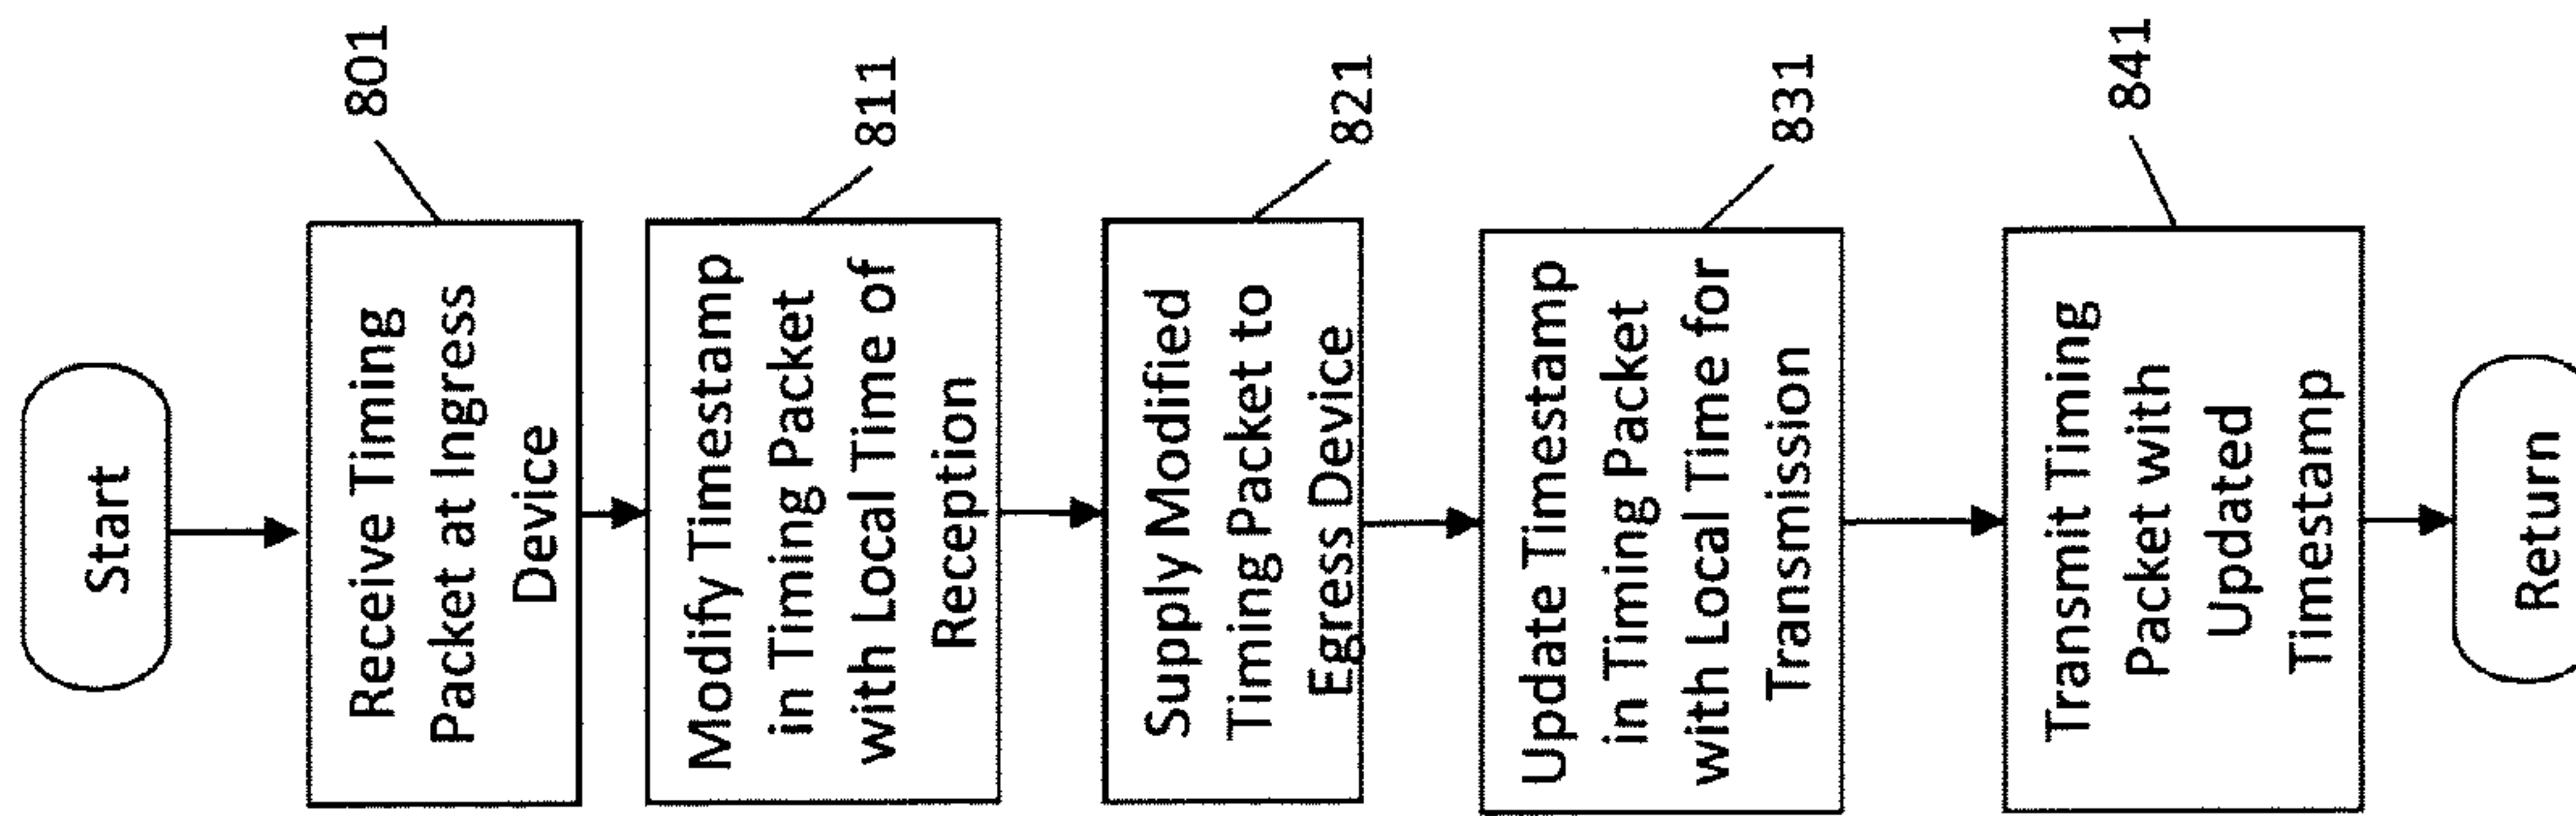 Start
Receive Timing
Packet at Ingress
Device
801
Modify Timestamp
in Timing Packet
with Local Time of
Reception
811
Supply Modified
Timing Packet to
Egress Device
821
Update Timestamp
in Timing Packet
with Local Time for
Transmission
831
Transmit Timing
Packet with
Updated
Timestamp
841
Return